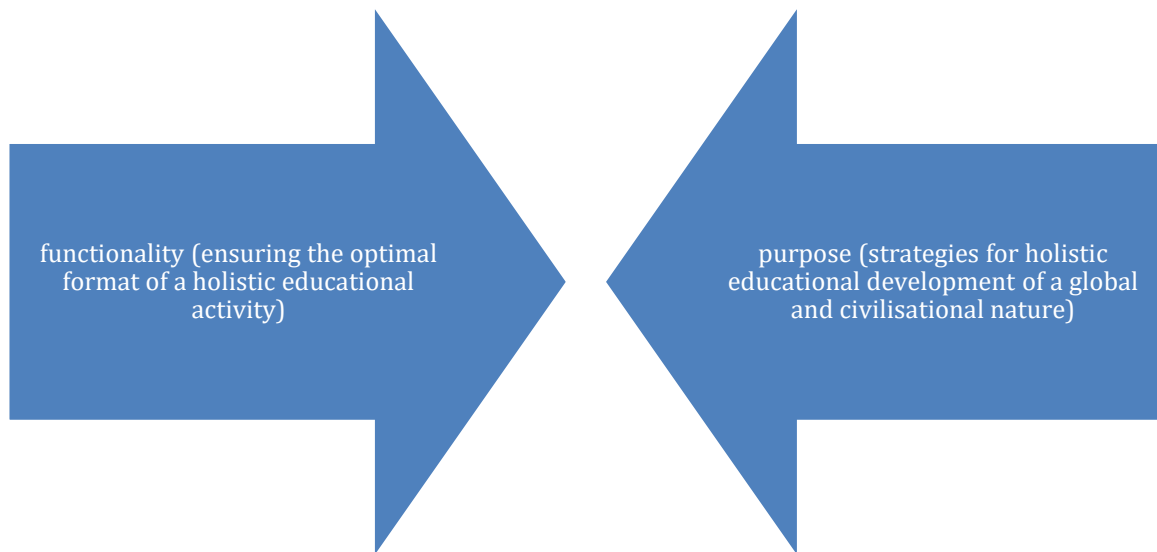 functionality (ensuring the optimal
format of a holistic educational
activity)
purpose (strategies for holistic
educational development of a global
and civilisational nature)